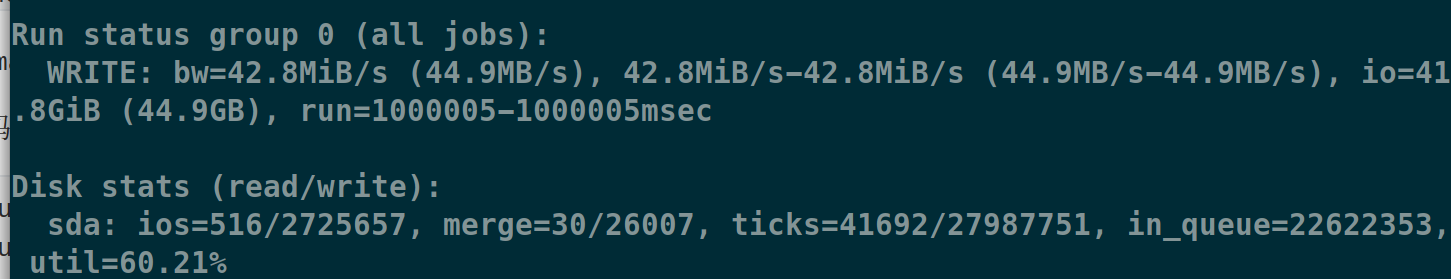 Run status group 0 (all jobs):
  WRITE: bw=42.8MiB/s (44.9MB/s), 42.8MiB/s-42.8MiB/s (44.9MB/s-44.9MB/s), io=41
.8GiB (44.9GB), run=1000005-1000005msec

Disk stats (read/write):
  sda: ios=516/2725657, merge=30/26007, ticks=41692/27987751, in_queue=22622353,
 util=60.21%